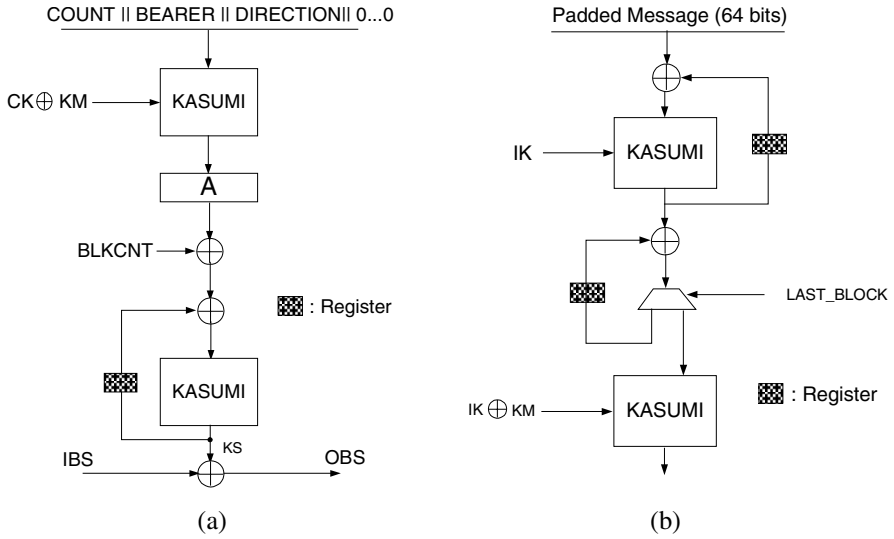 COUNT || BEARER || DIRECTION|| 0...0
CK ⊕ KM
KASUMI
A
BLKCNT
: Register
KASUMI
KS
IBS
OBS
(a)
Padded Message (64 bits)
IK
KASUMI
LAST_BLOCK
IK ⊕ KM
KASUMI
: Register
(b)